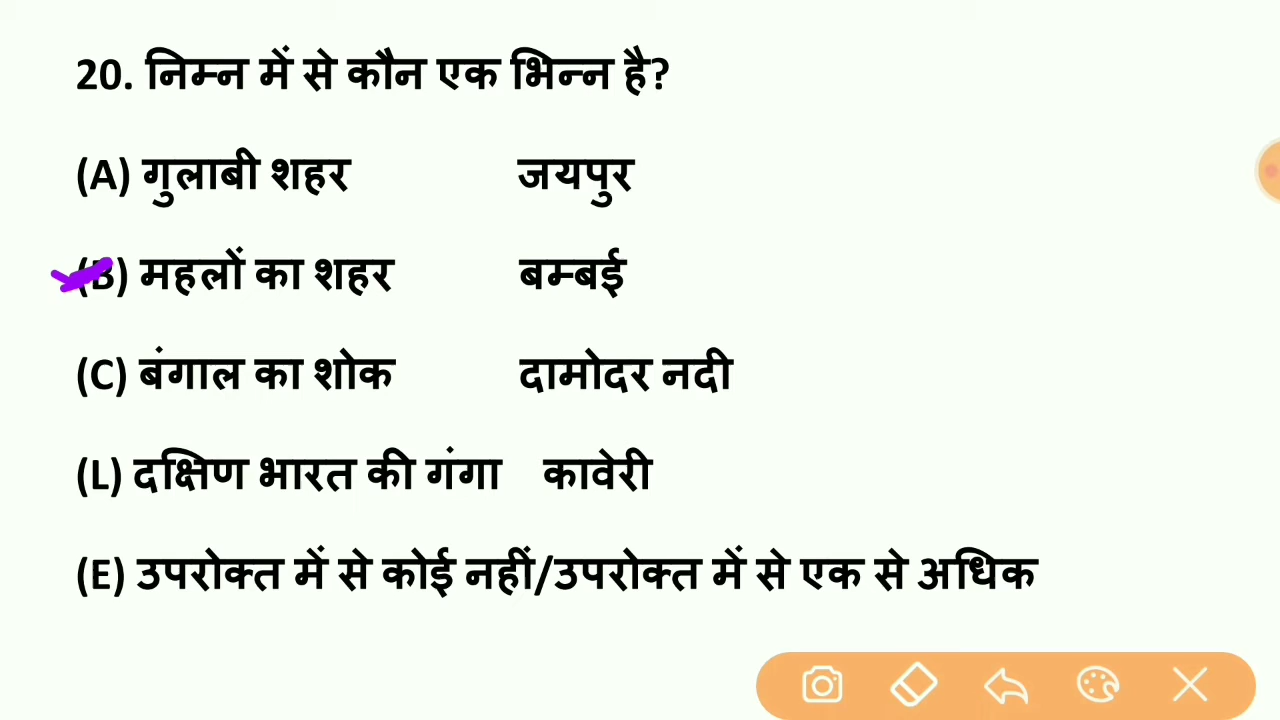 20. निम्न में से कौन एक भिन्न है?
(A) गुलाबी शहर जयपुर
(B) महलों का शहर बम्बई
(C) बंगाल का शोक दामोदर नदी
(L) दक्षिण भारत की गंगा कावेरी
(E) उपरोक्त में से कोई नहीं/उपरोक्त में से एक से अधिक